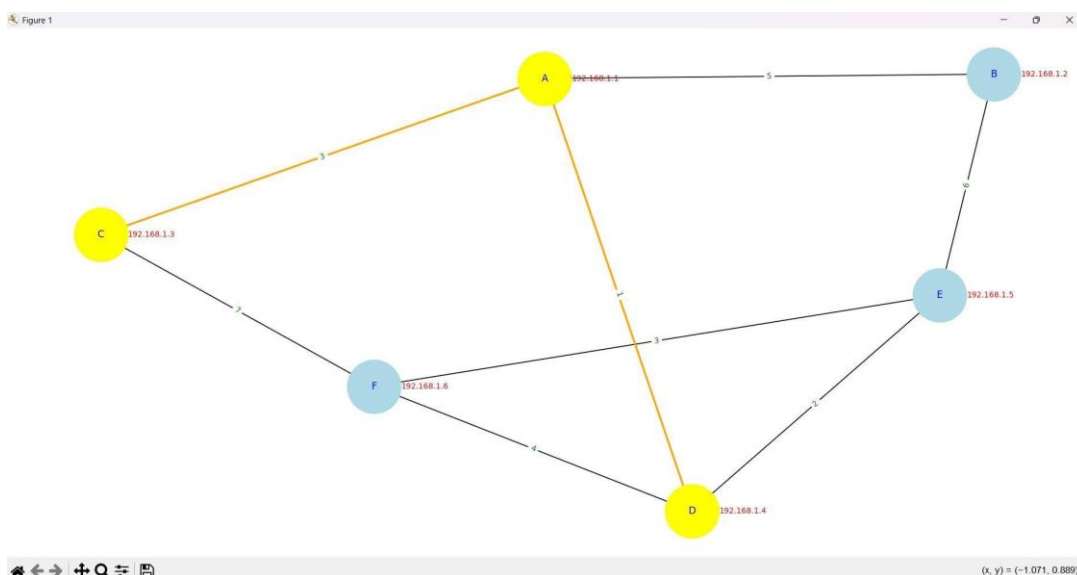 Figure 1
A
192.168.1.1
5
B
192.168.1.2
3
6
C
192.168.1.3
1
E
192.168.1.5
7
3
F
192.168.1.6
2
4
D
192.168.1.4
(x, y) = (−1.071, 0.889)